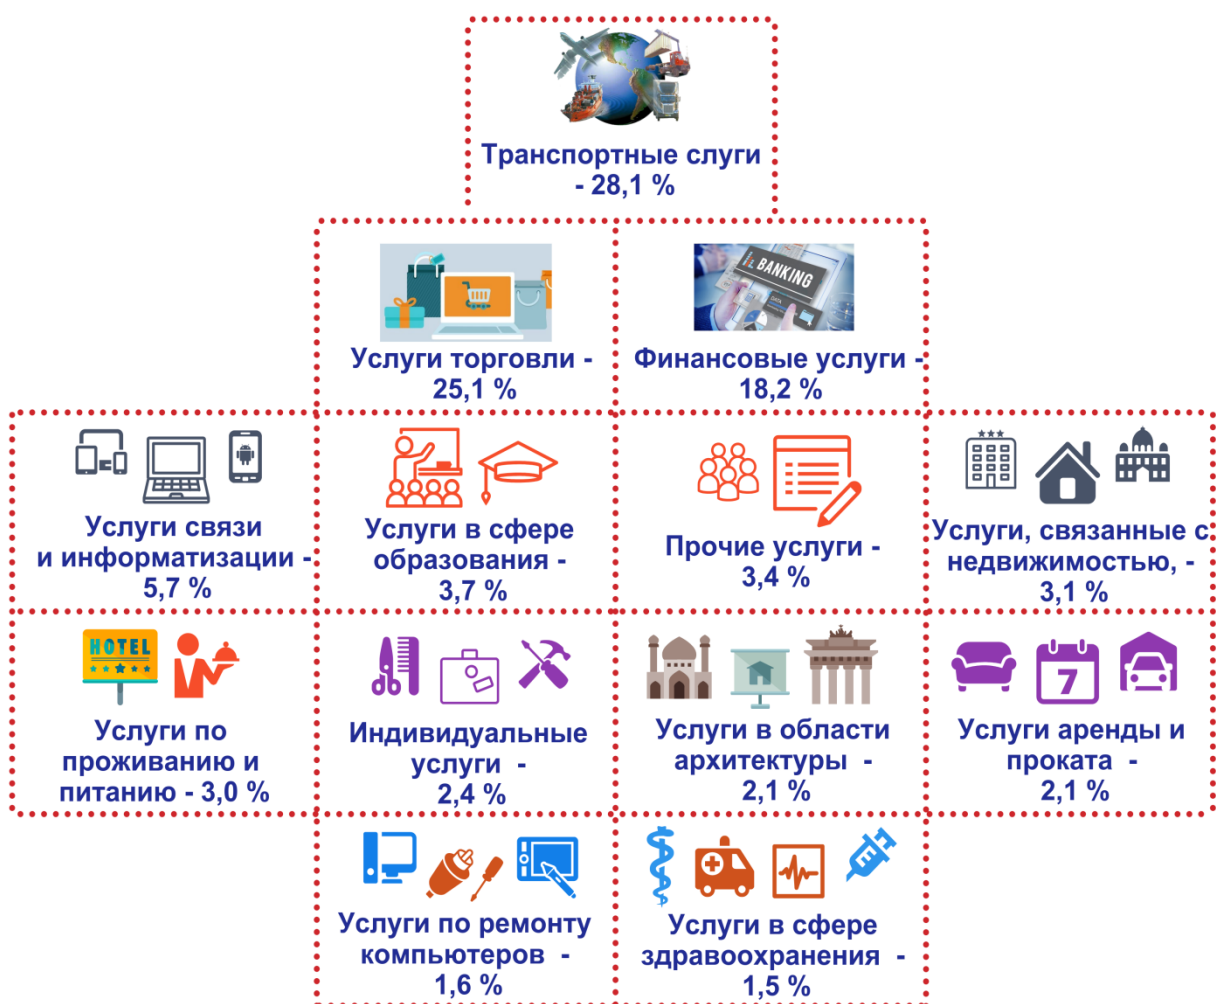 Транспортные слуги
- 28,1 %
BANKING
DATA
Услуги торговли -
25,1 %
Финансовые услуги -
18,2 %
Услуги связи
и информатизации -
5,7 %
Услуги в сфере
образования -
3,7 %
Прочие услуги -
3,4 %
Услуги, связанные с
недвижимостью, -
3,1 %
HOTEL
Услуги по
проживанию и
питанию - 3,0 %
Индивидуальные
услуги -
2,4 %
Услуги в области
архитектуры -
2,1 %
7
Услуги аренды и
проката -
2,1 %
Услуги по ремонту
компьютеров -
1,6 %
Услуги в сфере
здравоохранения -
1,5 %